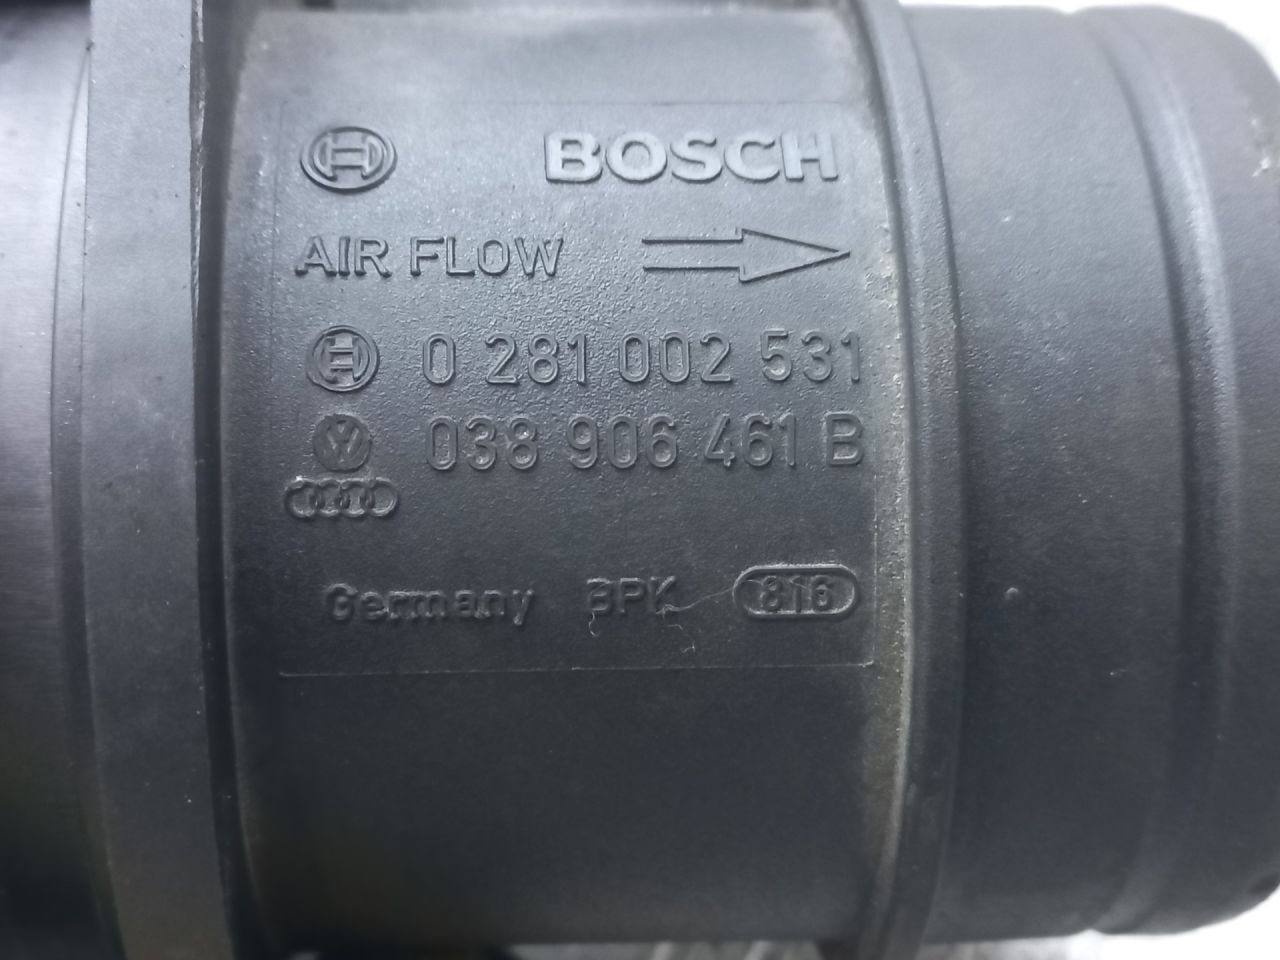 BOSCH
AIR FLOW
0 281 002 531
038 906 461 B
Germany BPK 816